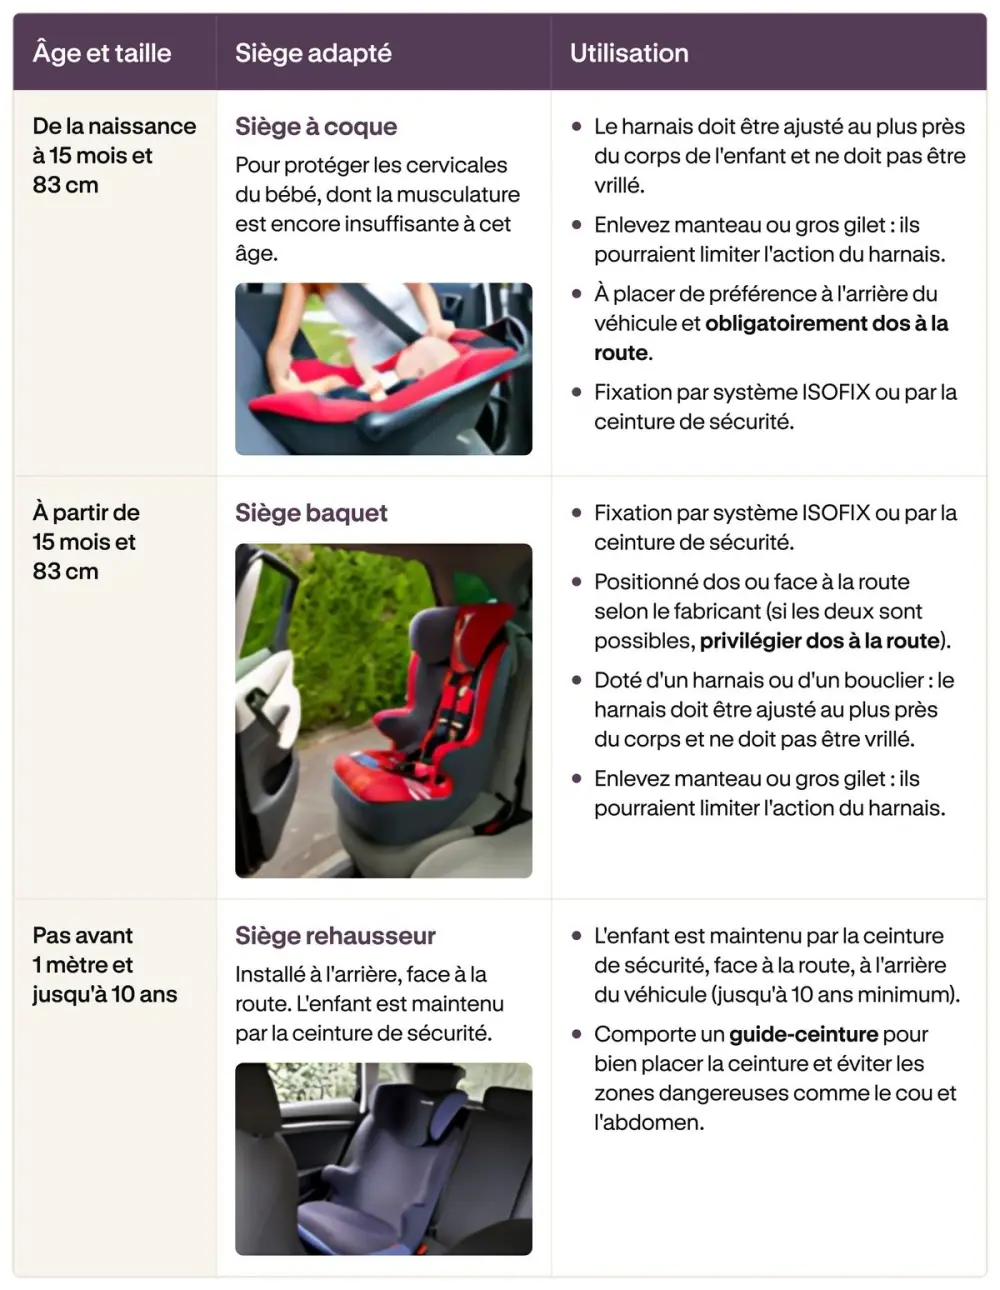 Âge et taille
Siège adapté
Utilisation
De la naissance
à 15 mois et
83 cm
Siège à coque
Pour protéger les cervicales
du bébé, dont la musculature
est encore insuffisante à cet
âge.
Le harnais doit être ajusté au plus près
du corps de l'enfant et ne doit pas être
vrillé.
Enlevez manteau ou gros gilet : ils
pourraient limiter l'action du harnais.
À placer de préférence à l'arrière du
véhicule et obligatoirement dos à la
route.
Fixation par système ISOFIX ou par la
ceinture de sécurité.
À partir de
15 mois et
83 cm
Siège baquet
Fixation par système ISOFIX ou par la
ceinture de sécurité.
Positionné dos ou face à la route
selon le fabricant (si les deux sont
possibles, privilégier dos à la route).
Doté d'un harnais ou d'un bouclier : le
harnais doit être ajusté au plus près
du corps et ne doit pas être vrillé.
Enlevez manteau ou gros gilet : ils
pourraient limiter l'action du harnais.
Pas avant
1 mètre et
jusqu'à 10 ans
Siège rehausseur
Installé à l'arrière, face à la
route. L'enfant est maintenu
par la ceinture de sécurité.
L'enfant est maintenu par la ceinture
de sécurité, face à la route, à l'arrière
du véhicule (jusqu'à 10 ans minimum).
Comporte un guide-ceinture pour
bien placer la ceinture et éviter les
zones dangereuses comme le cou et
l'abdomen.